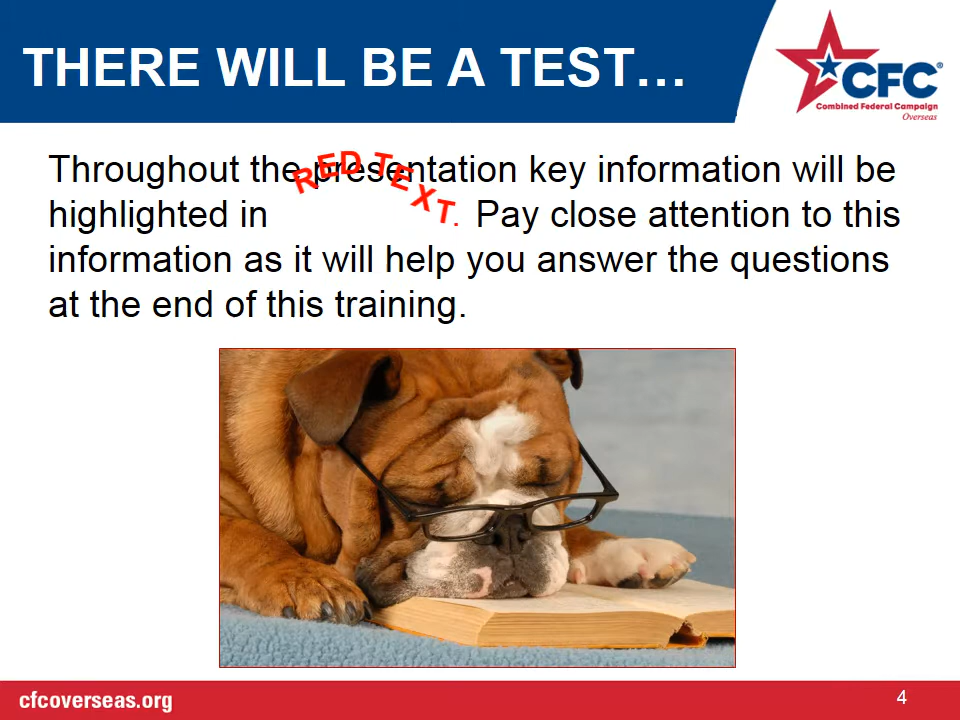 THERE WILL BE A TEST…
CFC®
Combined Federal Campaign
Overseas
Throughout the presentation key information will be
highlighted in RED TEXT. Pay close attention to this
information as it will help you answer the questions
at the end of this training.
cfcoverseas.org
4